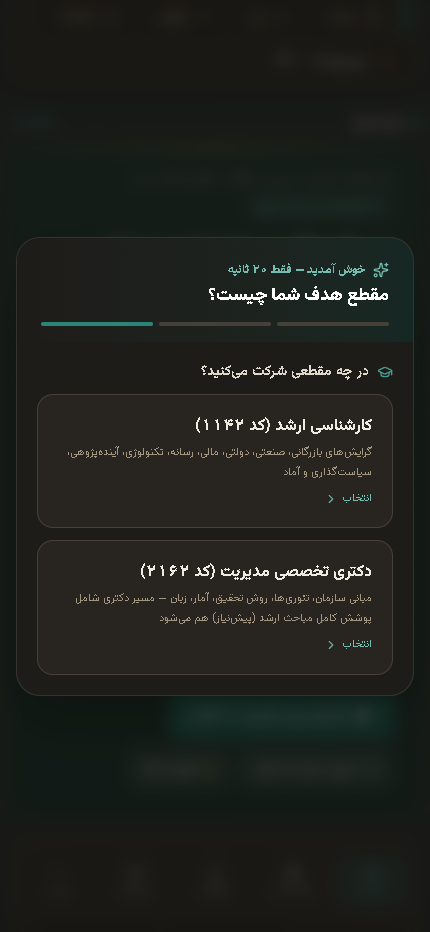 خوش آمدید — فقط ۲۰ ثانیه
مقطع هدف شما چیست؟
در چه مقطعی شرکت می‌کنید؟
کارشناسی ارشد (کد ۱۱۴۲)
گرایش‌های بازرگانی، صنعتی، دولتی، مالی، رسانه، تکنولوژی، آینده‌پژوهی،
سیاست‌گذاری و آماد
انتخاب
دکتری تخصصی مدیریت (کد ۲۱۶۲)
مبانی سازمان، تئوری‌ها، روش تحقیق، آمار، زبان — مسیر دکتری شامل
پوشش کامل مباحث ارشد (پیش‌نیاز) هم می‌شود
انتخاب